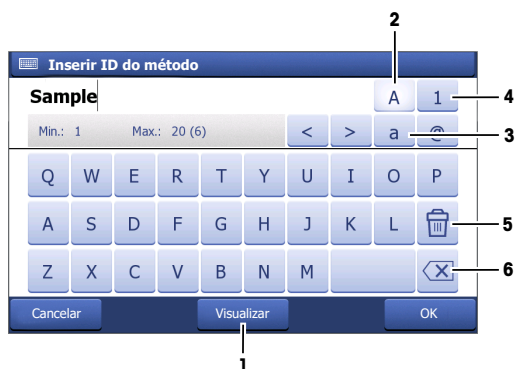 2
Inserir ID do método
Sample A 1 4
Min.: 1 Max.: 20 (6) < > a @ 3
Q W E R T Y U I O P
A S D F G H J K L 5
Z X C V B N M 6
Cancelar Visualizar OK
1